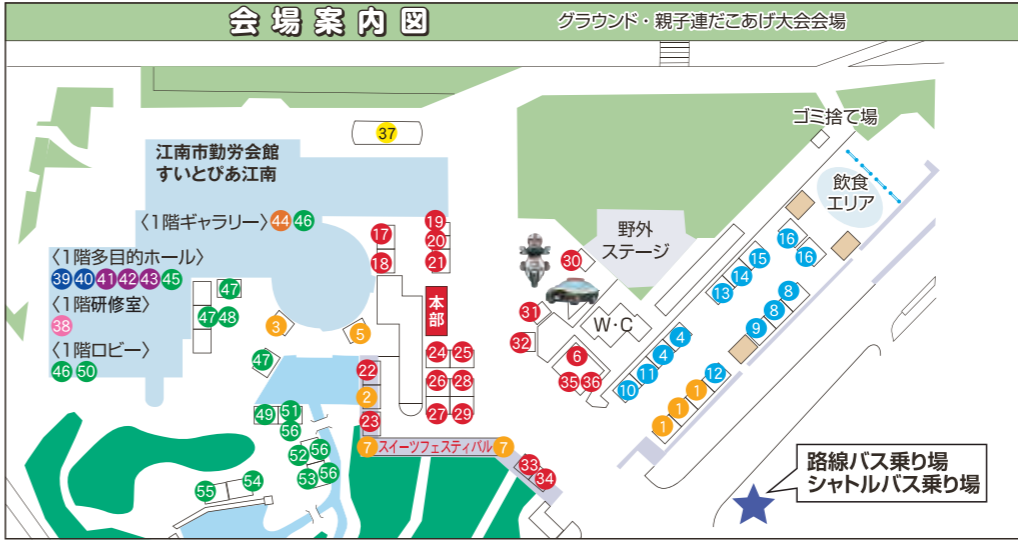 会場案内図
グラウンド・親子連だこあげ大会会場
ゴミ捨て場
37
江南市勤労会館
すいとぴあ江南
飲食
エリア
〈1階ギャラリー〉44 46
17
18
19
20
21
野外
ステージ
30
16
16
15
14
13
〈1階多目的ホール〉
39 40 41 42 43 45
〈1階研修室〉
38
〈1階ロビー〉
46 50
47
47 48
47
3
5
本部
31
32
W・C
6
35 36
8
8
9
4
4
11
10
12
1
1
1
24 25
26 28
27 29
22
2
23
7 スイーツフェスティバル 7
33
34
49 51
56
52 56
53 56
54
55
路線バス乗り場
シャトルバス乗り場